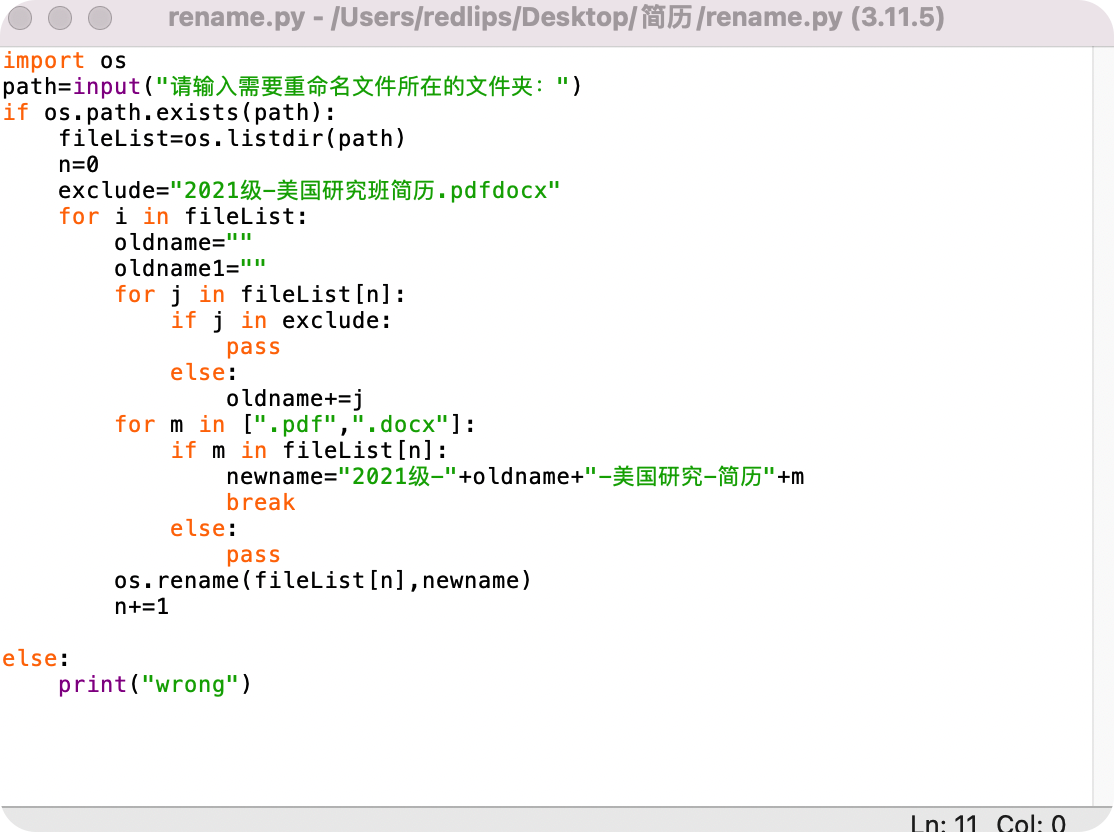 rename.py - /Users/redlips/Desktop/简历/rename.py (3.11.5)
import os
path=input("请输入需要重命名文件所在的文件夹：")
if os.path.exists(path):
    fileList=os.listdir(path)
    n=0
    exclude="2021级-美国研究班简历.pdfdocx"
    for i in fileList:
        oldname=""
        oldname1=""
        for j in fileList[n]:
            if j in exclude:
                pass
            else:
                oldname+=j
        for m in [".pdf",".docx"]:
            if m in fileList[n]:
                newname="2021级-"+oldname+"-美国研究-简历"+m
                break
            else:
                pass
        os.rename(fileList[n],newname)
        n+=1
else:
    print("wrong")
Ln: 11 Col: 0